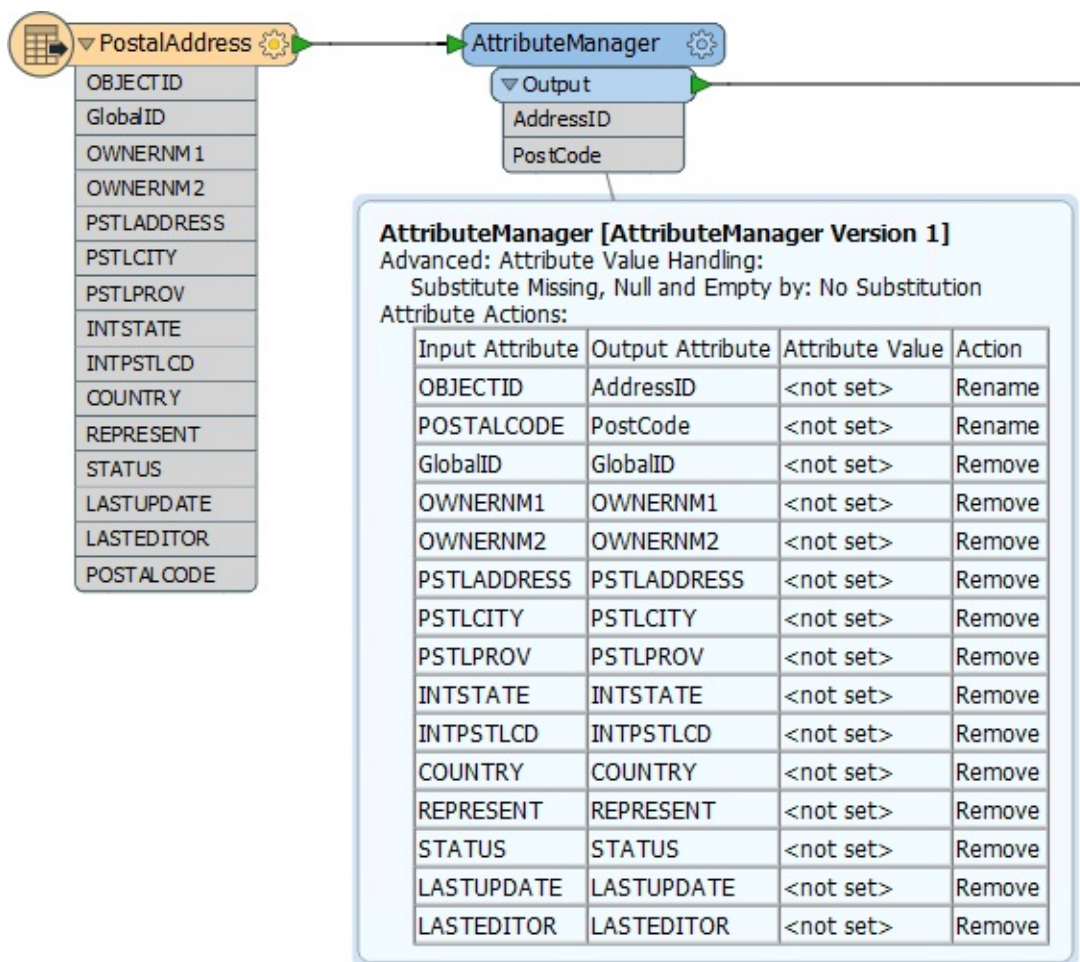 PostalAddress
OBJECTID
GlobalID
OWNERNM1
OWNERNM2
PSTLADDRESS
PSTLCITY
PSTLPROV
INTSTATE
INTPSTLCD
COUNTRY
REPRESENT
STATUS
LASTUPDATE
LASTEDITOR
POSTALCODE
AttributeManager
Output
AddressID
PostCode
AttributeManager [AttributeManager Version 1]
Advanced: Attribute Value Handling:
Substitute Missing, Null and Empty by: No Substitution
Attribute Actions:
Input Attribute Output Attribute Attribute Value Action
OBJECTID AddressID <not set> Rename
POSTALCODE PostCode <not set> Rename
GlobalID GlobalID <not set> Remove
OWNERNM1 OWNERNM1 <not set> Remove
OWNERNM2 OWNERNM2 <not set> Remove
PSTLADDRESS PSTLADDRESS <not set> Remove
PSTLCITY PSTLCITY <not set> Remove
PSTLPROV PSTLPROV <not set> Remove
INTSTATE INTSTATE <not set> Remove
INTPSTLCD INTPSTLCD <not set> Remove
COUNTRY COUNTRY <not set> Remove
REPRESENT REPRESENT <not set> Remove
STATUS STATUS <not set> Remove
LASTUPDATE LASTUPDATE <not set> Remove
LASTEDITOR LASTEDITOR <not set> Remove